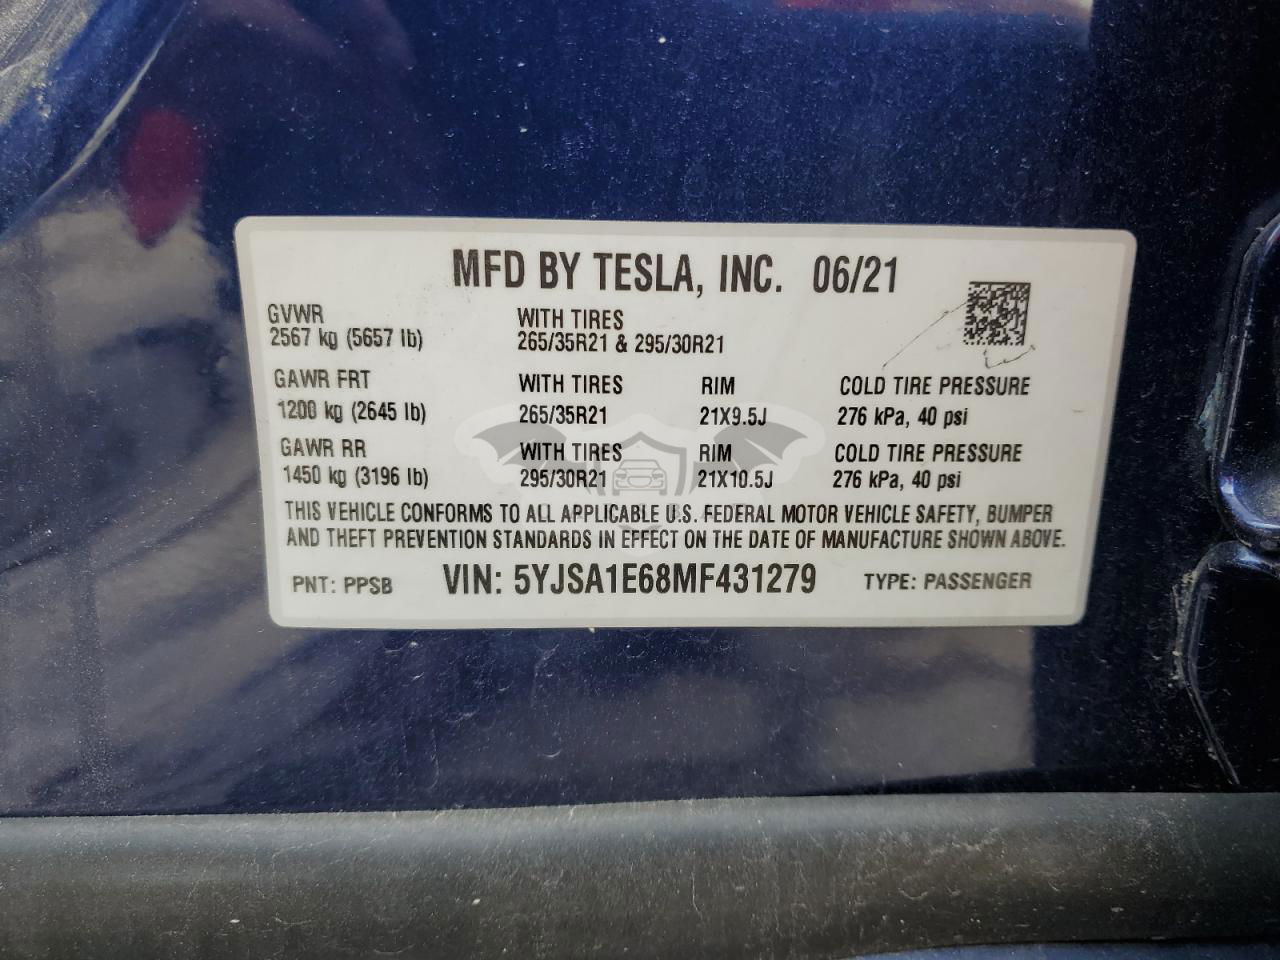 MFD BY TESLA, INC. 06/21
GVWR
2567 kg (5657 lb)
WITH TIRES
265/35R21 & 295/30R21
GAWR FRT WITH TIRES RIM COLD TIRE PRESSURE
1200 kg (2645 lb) 265/35R21 21X9.5J 276 kPa, 40 psi
GAWR RR WITH TIRES RIM COLD TIRE PRESSURE
1450 kg (3196 lb) 295/30R21 21X10.5J 276 kPa, 40 psi
THIS VEHICLE CONFORMS TO ALL APPLICABLE U.S. FEDERAL MOTOR VEHICLE SAFETY, BUMPER
AND THEFT PREVENTION STANDARDS IN EFFECT ON THE DATE OF MANUFACTURE SHOWN ABOVE.
PNT: PPSB VIN: 5YJSA1E68MF431279 TYPE: PASSENGER